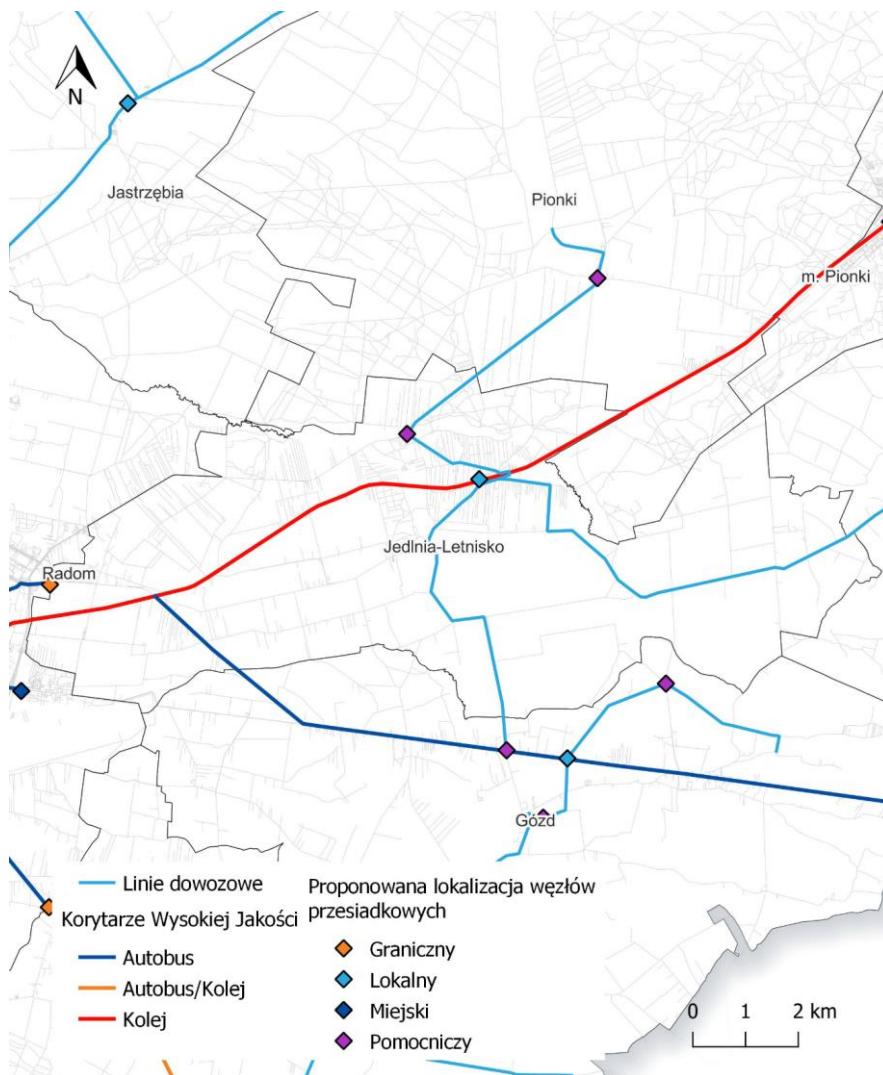 N
Jastrzębia
Pionki
m. Pionki
Jedlnia-Letnisko
Radom
Gózd
Linie dowozowe
Korytarze Wysokiej Jakości
Autobus
Autobus/Kolej
Kolej
Proponowana lokalizacja węzłów
przesiadkowych
Graniczny
Lokalny
Miejski
Pomocniczy
0 1 2 km